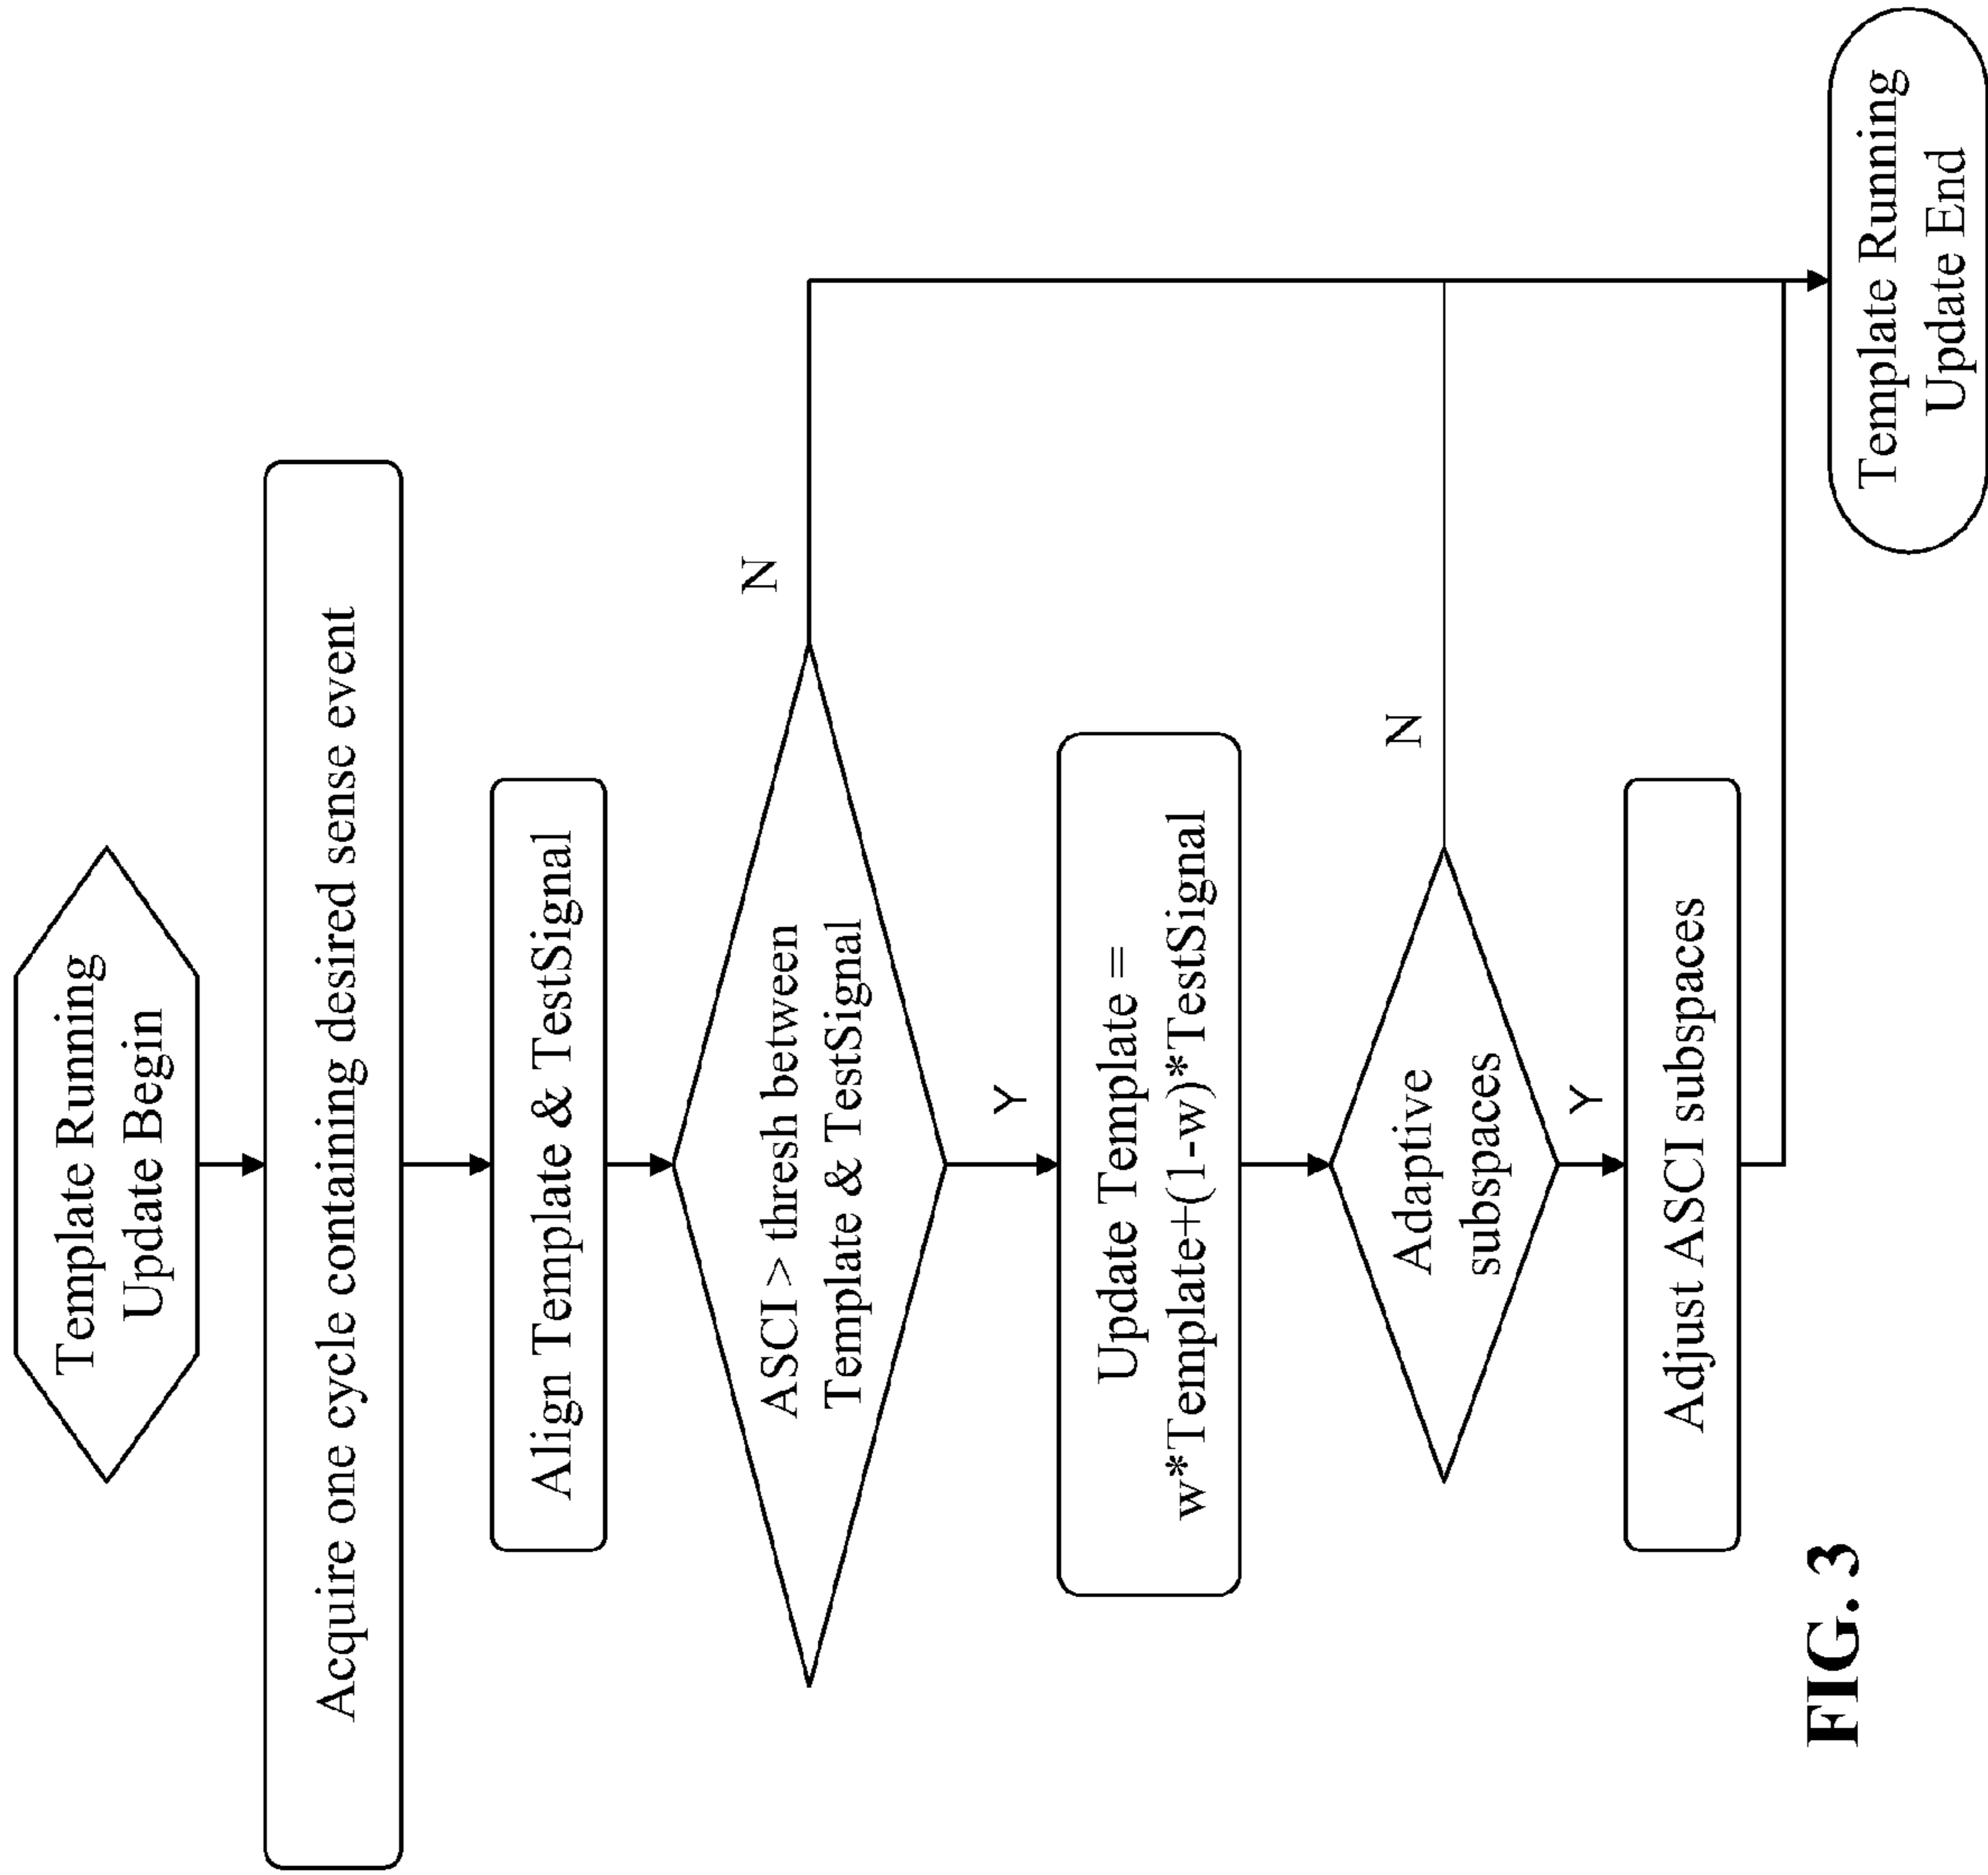 Template Running
Update Begin
Acquire one cycle containing desired sense event
Align Template & TestSignal
ASCI > thresh between
Template & TestSignal
N
Y
Update Template =
w*Template+(1-w)*TestSignal
Adaptive
subspaces
N
Y
Adjust ASCI subspaces
Template Running
Update End
FIG. 3